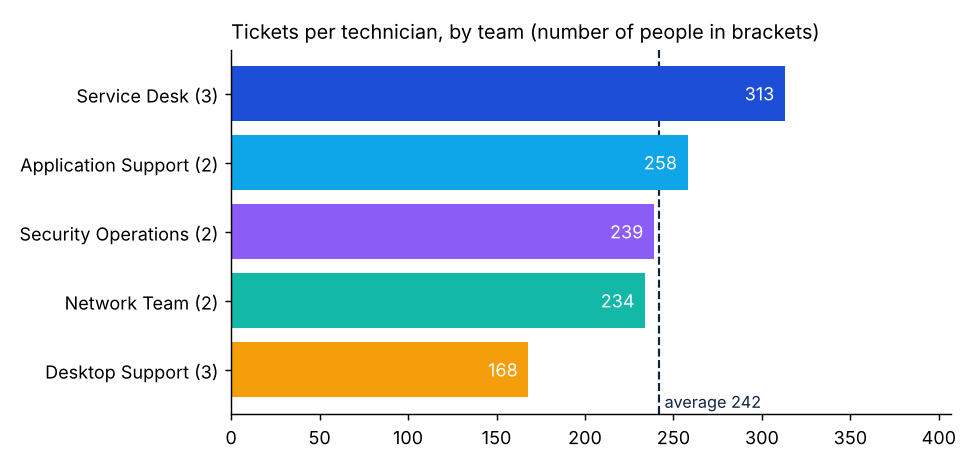 Tickets per technician, by team (number of people in brackets)
Service Desk (3) 313
Application Support (2) 258
Security Operations (2) 239
Network Team (2) 234
Desktop Support (3) 168
average 242
0 50 100 150 200 250 300 350 400